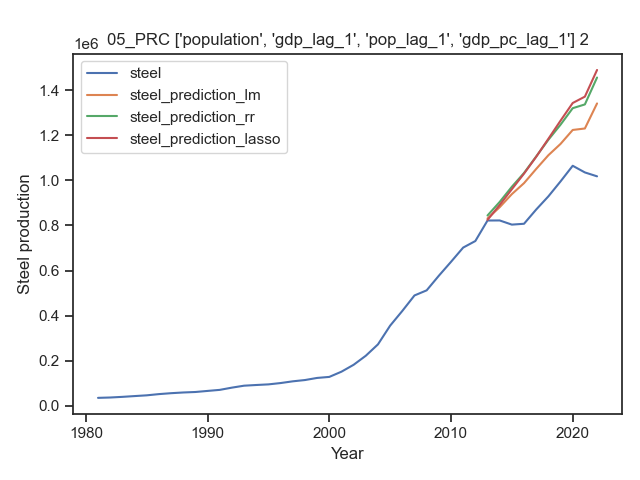 05_PRC ['population', 'gdp_lag_1', 'pop_lag_1', 'gdp_pc_lag_1'] 2
1e6
steel
steel_prediction_lm
steel_prediction_rr
steel_prediction_lasso
1.4
1.2
1.0
0.8
0.6
0.4
0.2
0.0
Steel production
1980
1990
2000
2010
2020
Year